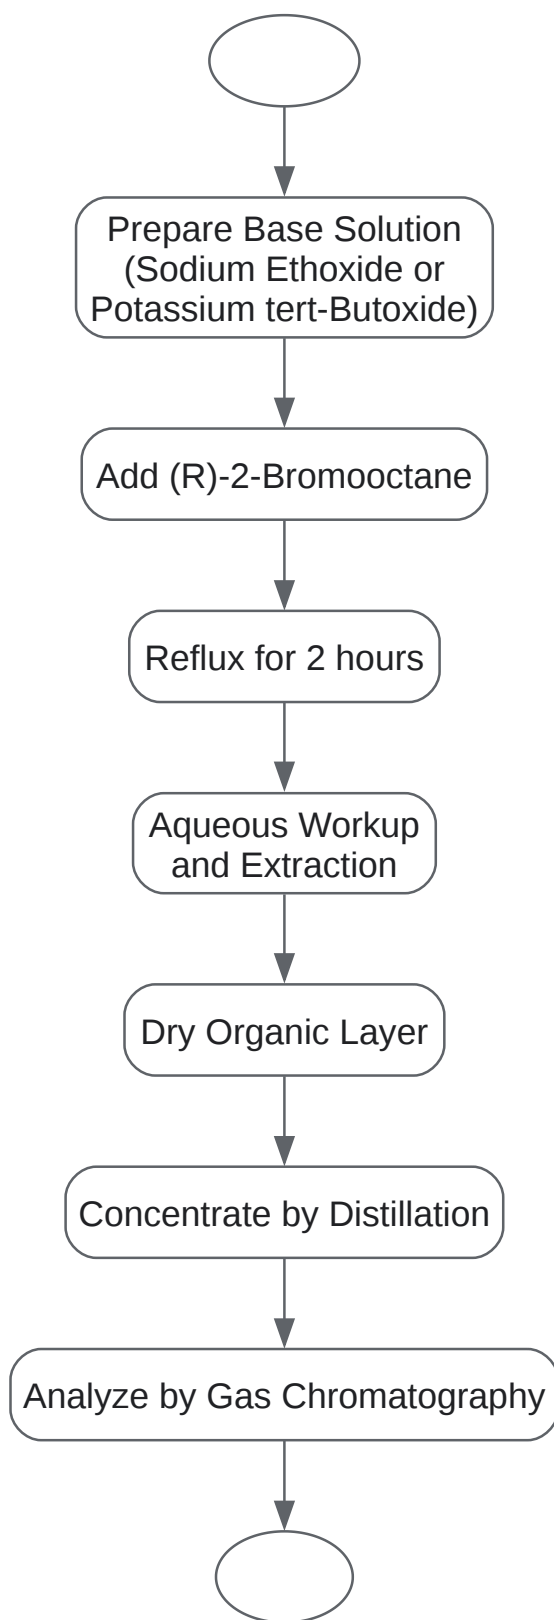 Prepare Base Solution
(Sodium Ethoxide or
Potassium tert-Butoxide)
Add (R)-2-Bromooctane
Reflux for 2 hours
Aqueous Workup
and Extraction
Dry Organic Layer
Concentrate by Distillation
Analyze by Gas Chromatography